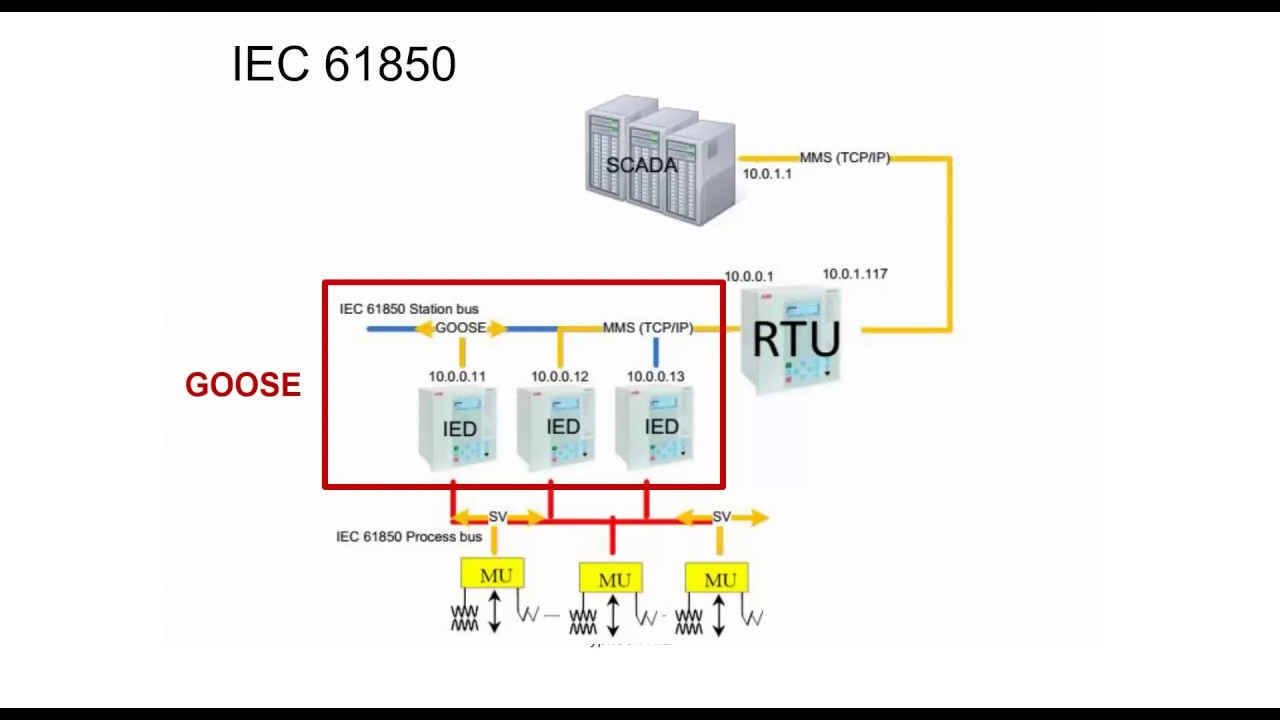 IEC 61850
SCADA
MMS (TCP/IP)
10.0.1.1
10.0.0.1
10.0.1.117
RTU
IEC 61850 Station bus
GOOSE
MMS (TCP/IP)
GOOSE
10.0.0.11
10.0.0.12
10.0.0.13
IED
IED
IED
SV
SV
IEC 61850 Process bus
MU
MU
MU